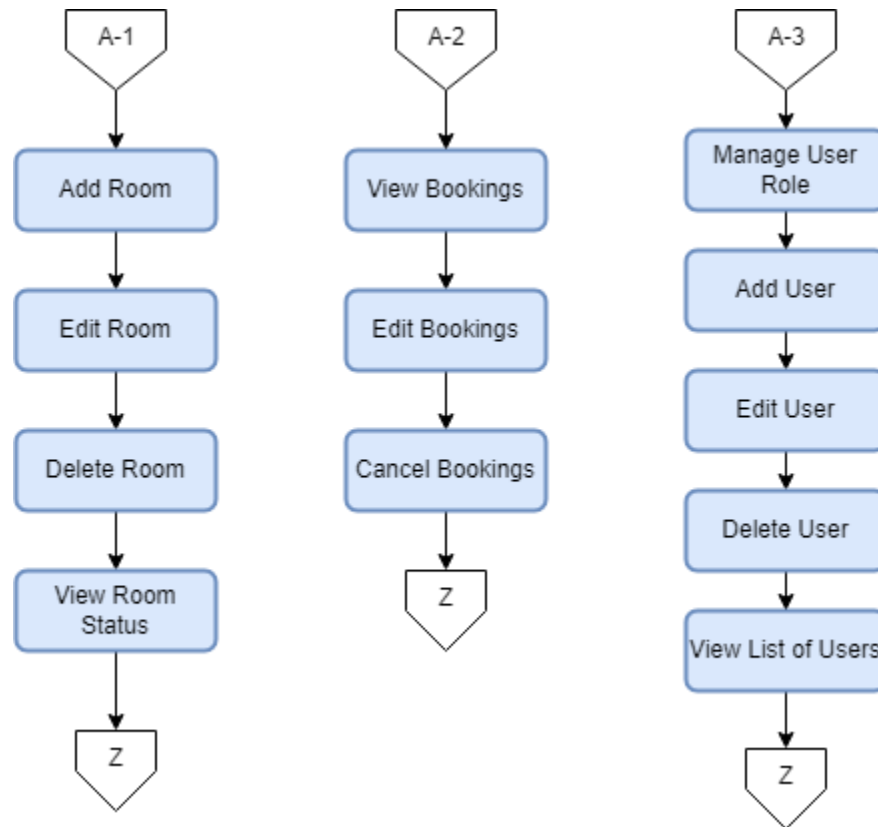 A-1
Add Room
Edit Room
Delete Room
View Room
Status
Z
A-2
View Bookings
Edit Bookings
Cancel Bookings
Z
A-3
Manage User
Role
Add User
Edit User
Delete User
View List of Users
Z